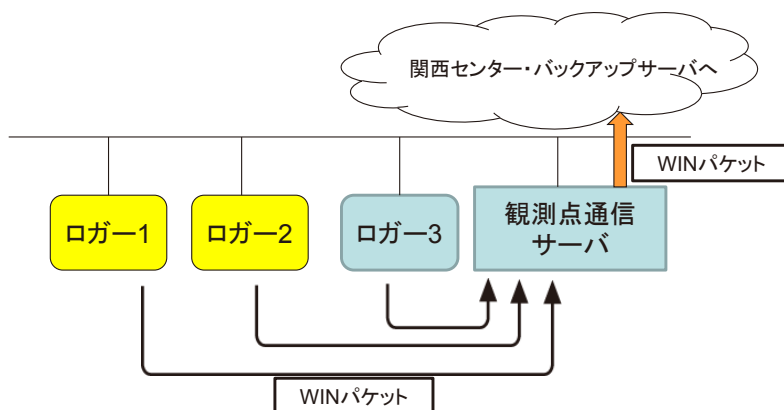 関西センター・バックアップサーバへ
WINパケット
ロガー1
ロガー2
ロガー3
観測点通信
サーバ
WINパケット